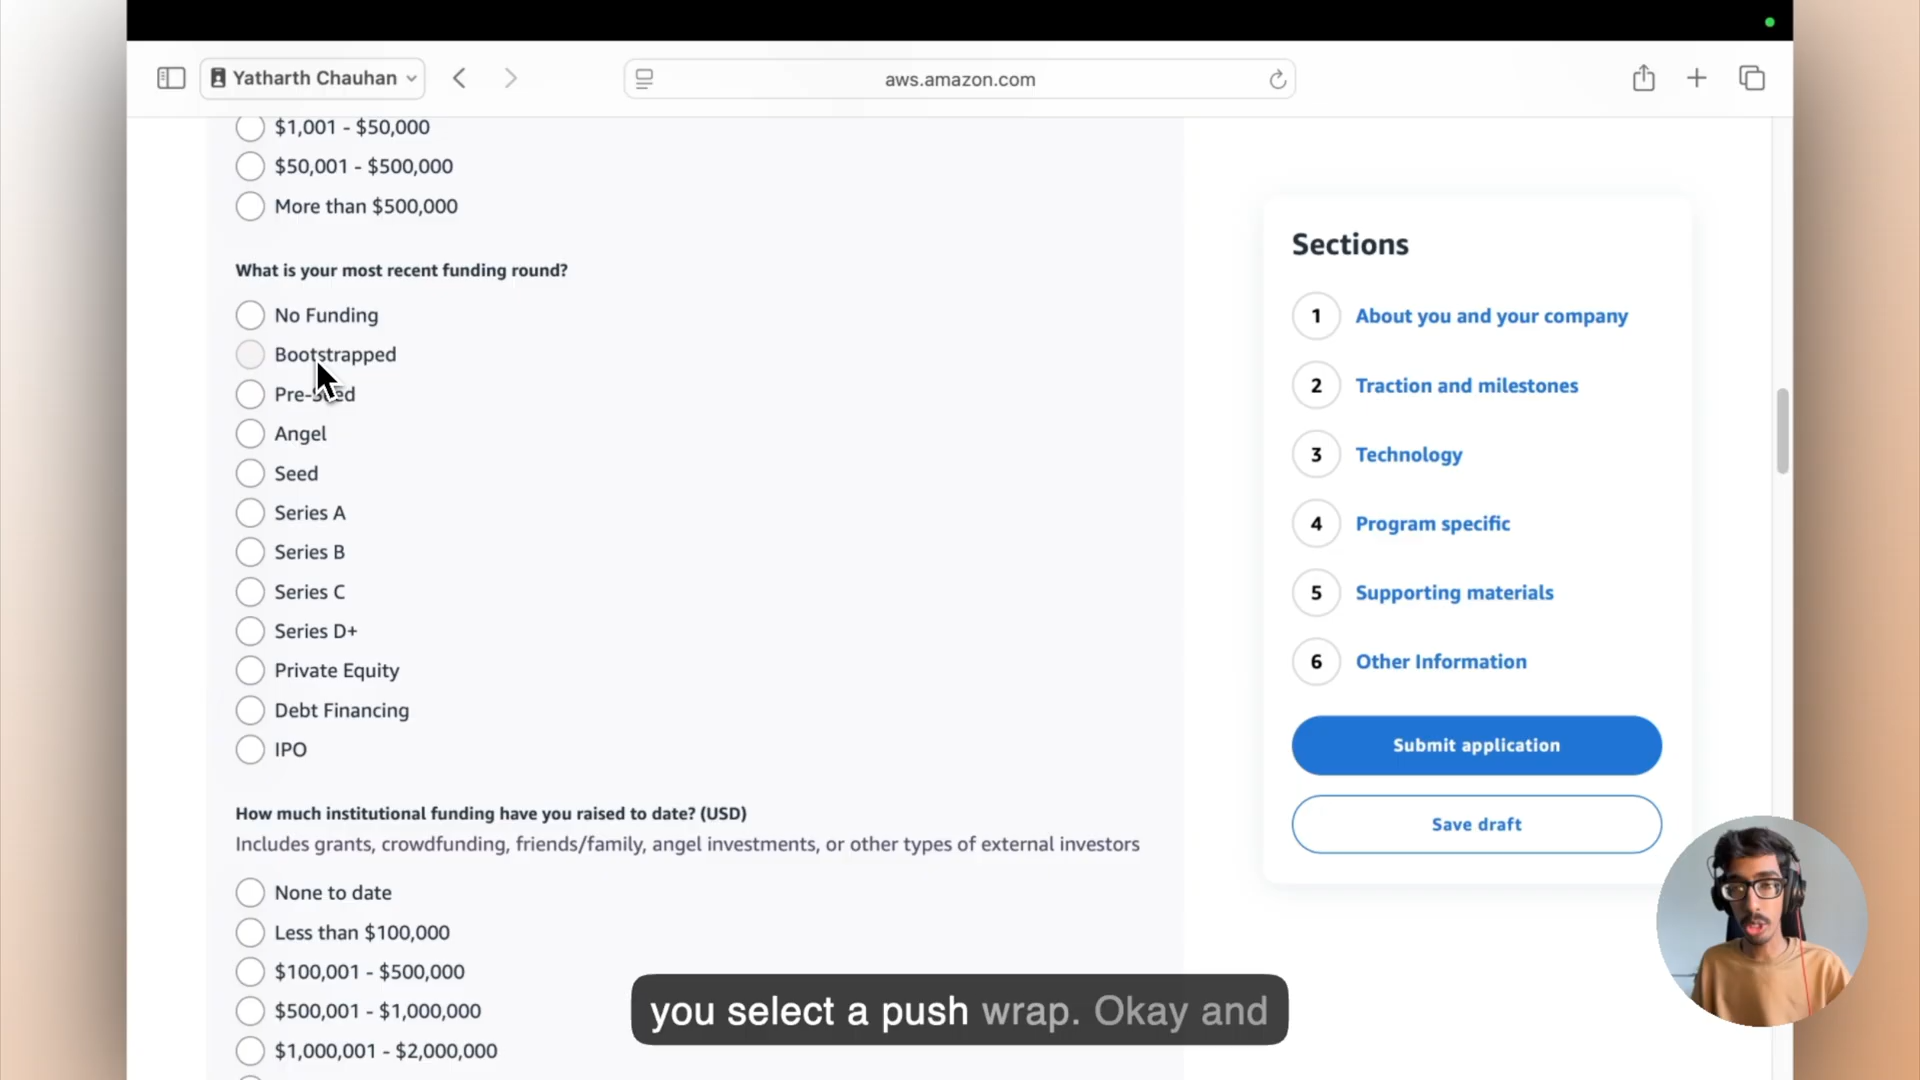 Yatharth Chauhan
aws.amazon.com
$1,001 - $50,000
$50,001 - $500,000
More than $500,000
What is your most recent funding round?
No Funding
Bootstrapped
Pre-Seed
Angel
Seed
Series A
Series B
Series C
Series D+
Private Equity
Debt Financing
IPO
How much institutional funding have you raised to date? (USD)
Includes grants, crowdfunding, friends/family, angel investments, or other types of external investors
None to date
Less than $100,000
$100,001 - $500,000
$500,001 - $1,000,000
$1,000,001 - $2,000,000
Sections
1 About you and your company
2 Traction and milestones
3 Technology
4 Program specific
5 Supporting materials
6 Other Information
Submit application
Save draft
you select a push wrap. Okay and